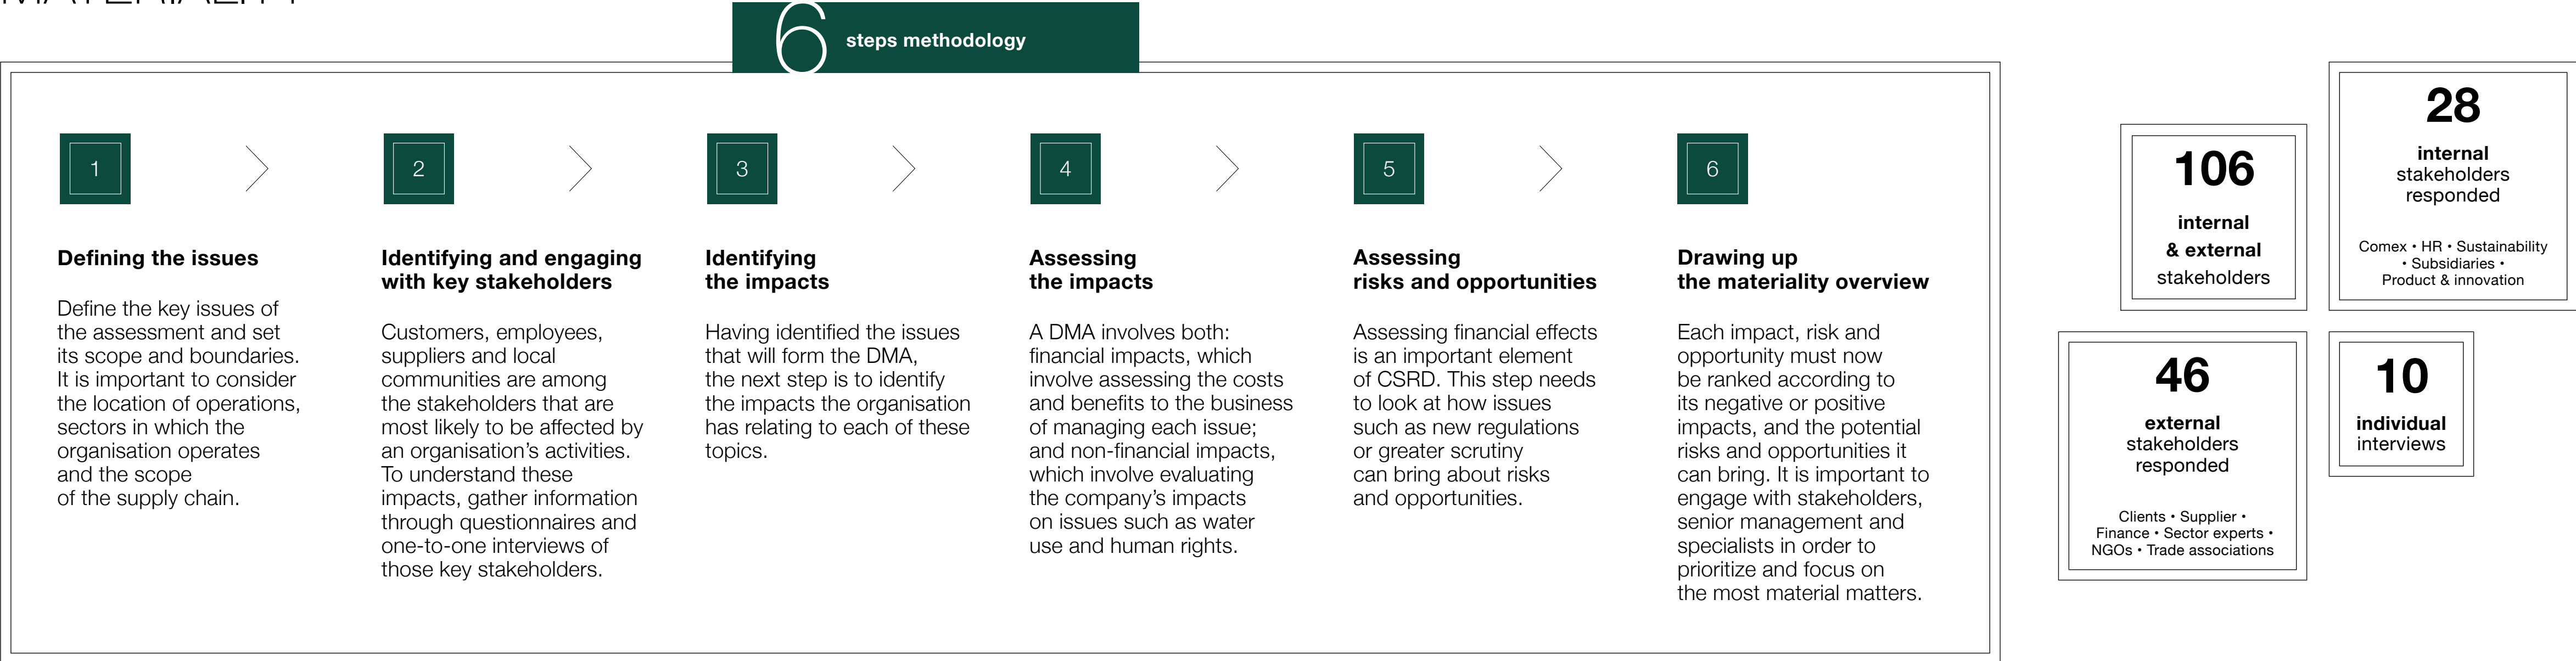 MATERIALITY
6 steps methodology
1
Defining the issues
Define the key issues of
the assessment and set
its scope and boundaries.
It is important to consider
the location of operations,
sectors in which the
organisation operates
and the scope
of the supply chain.
2
Identifying and engaging
with key stakeholders
Customers, employees,
suppliers and local
communities are among
the stakeholders that are
most likely to be affected by
an organisation’s activities.
To understand these
impacts, gather information
through questionnaires and
one-to-one interviews of
those key stakeholders.
3
Identifying
the impacts
Having identified the issues
that will form the DMA,
the next step is to identify
the impacts the organisation
has relating to each of these
topics.
4
Assessing
the impacts
A DMA involves both:
financial impacts, which
involve assessing the costs
and benefits to the business
of managing each issue;
and non-financial impacts,
which involve evaluating
the company’s impacts
on issues such as water
use and human rights.
5
Assessing
risks and opportunities
Assessing financial effects
is an important element
of CSRD. This step needs
to look at how issues
such as new regulations
or greater scrutiny
can bring about risks
and opportunities.
6
Drawing up
the materiality overview
Each impact, risk and
opportunity must now
be ranked according to
its negative or positive
impacts, and the potential
risks and opportunities it
can bring. It is important to
engage with stakeholders,
senior management and
specialists in order to
prioritize and focus on
the most material matters.
106
internal
& external
stakeholders
28
internal
stakeholders
responded
Comex • HR • Sustainability
• Subsidiaries •
Product & innovation
46
external
stakeholders
responded
Clients • Supplier •
Finance • Sector experts •
NGOs • Trade associations
10
individual
interviews